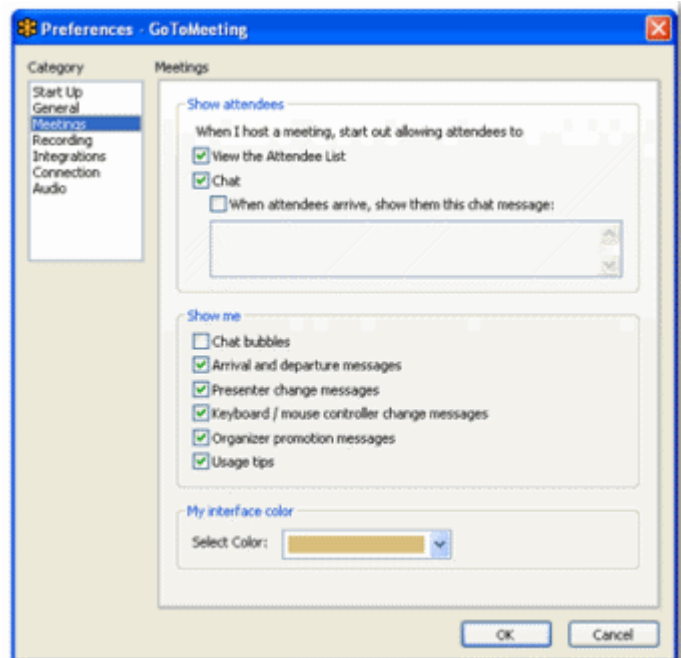 Preferences - GoToMeeting
Category
Start Up
General
Meetings
Recording
Integrations
Connection
Audio
Meetings
Show attendees
When I host a meeting, start out allowing attendees to
View the Attendee List
Chat
When attendees arrive, show them this chat message:
Show me
Chat bubbles
Arrival and departure messages
Presenter change messages
Keyboard / mouse controller change messages
Organizer promotion messages
Usage tips
My interface color
Select Color:
OK
Cancel